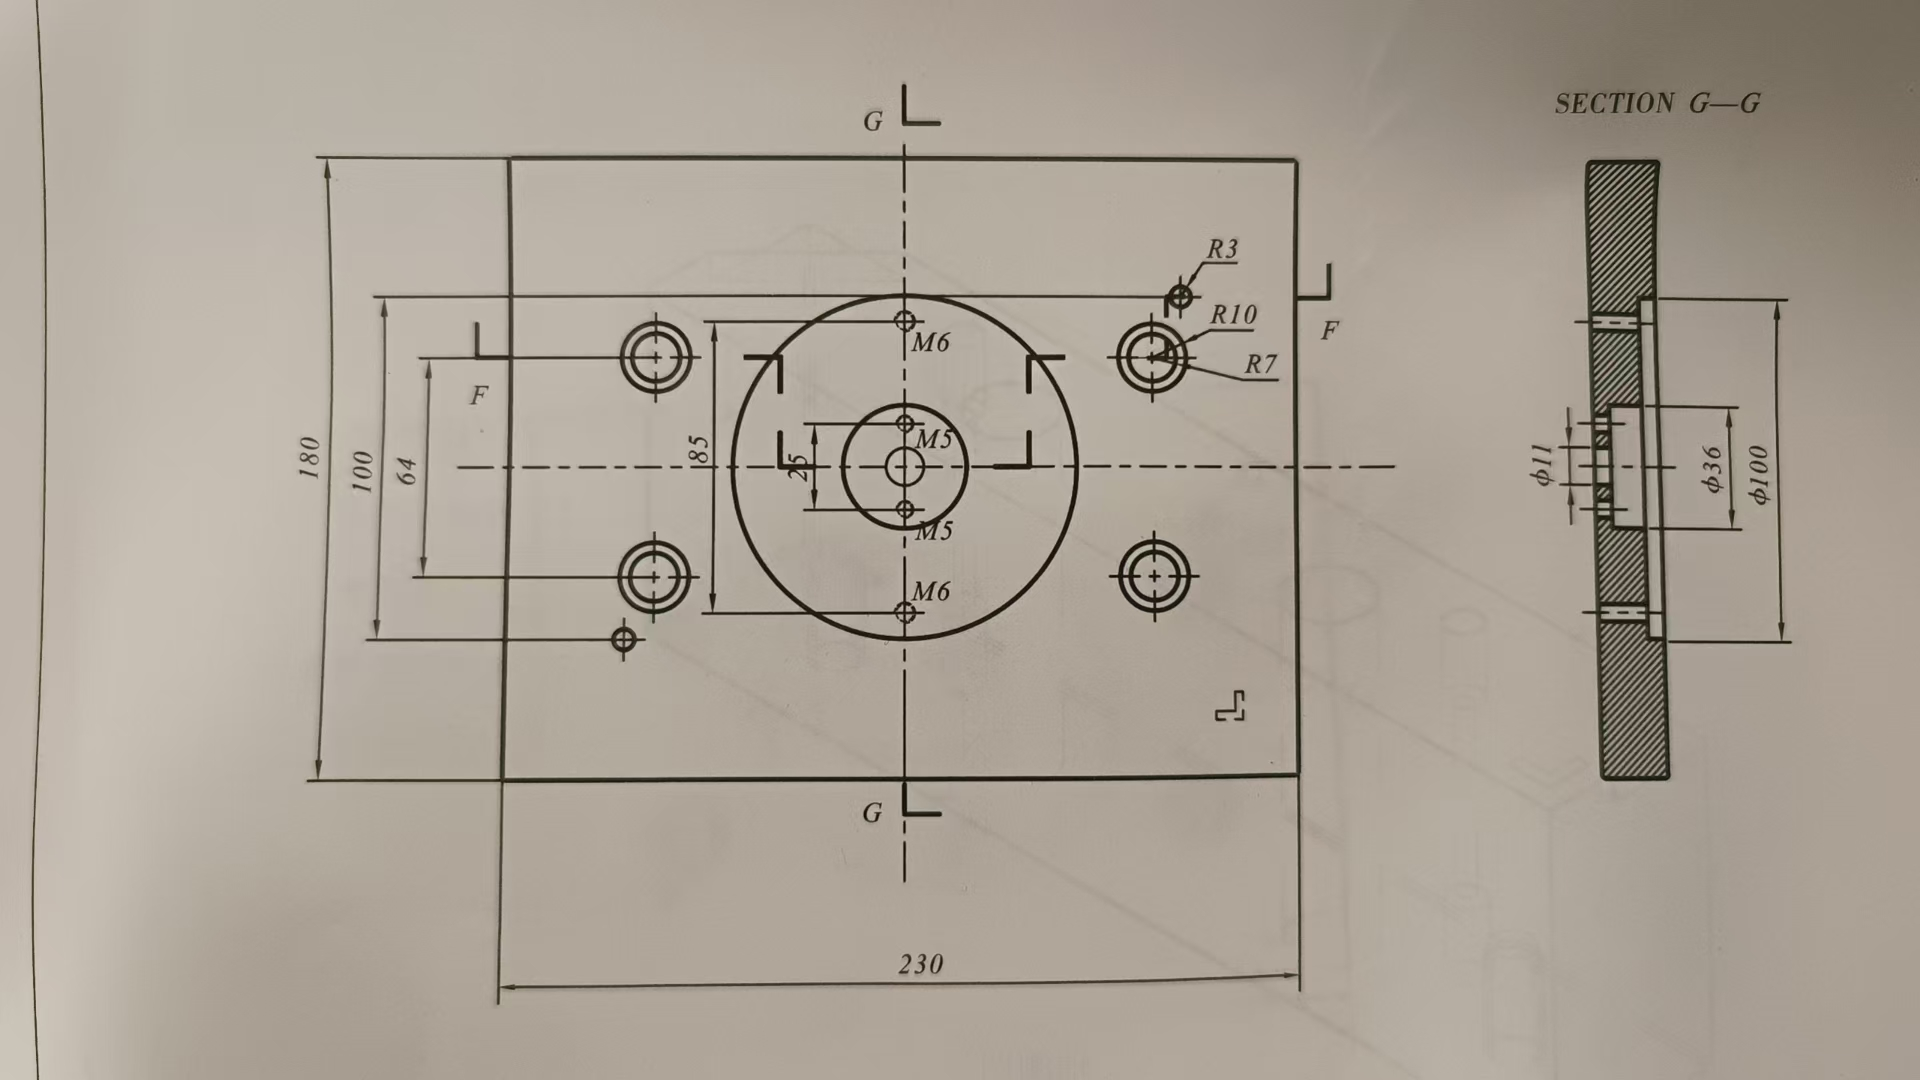 G
SECTION G—G
R3
R10
F
M6
R7
F
180
100
64
85
25
M5
M5
M6
ϕ11
ϕ36
ϕ100
G
230